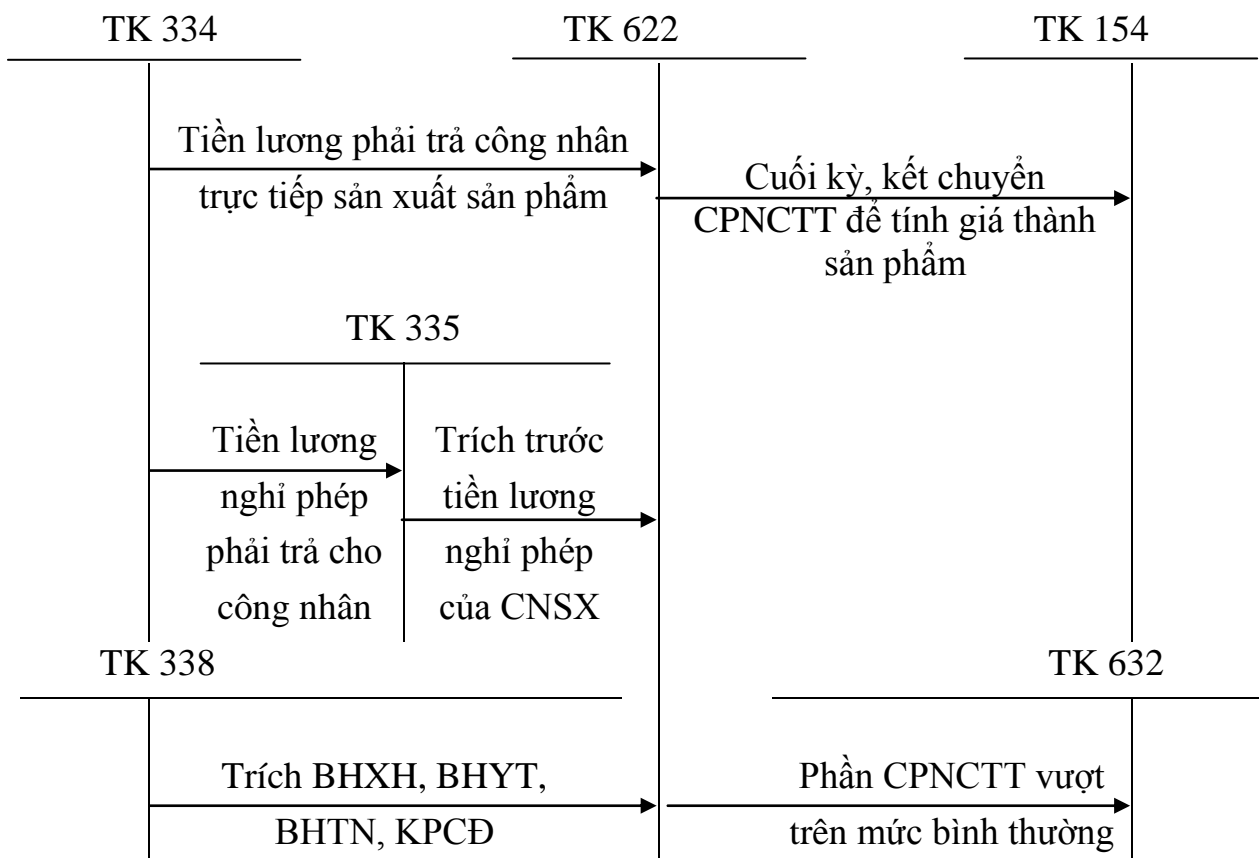 TK 334
TK 622
TK 154
Tiền lương phải trả công nhân
trực tiếp sản xuất sản phẩm
Cuối kỳ, kết chuyển
CPNCTT để tính giá thành
sản phẩm
TK 335
Tiền lương
nghỉ phép
phải trả cho
công nhân
Trích trước
tiền lương
nghỉ phép
của CNSX
TK 338
TK 632
Trích BHXH, BHYT,
BHTN, KPCĐ
Phần CPNCTT vượt
trên mức bình thường